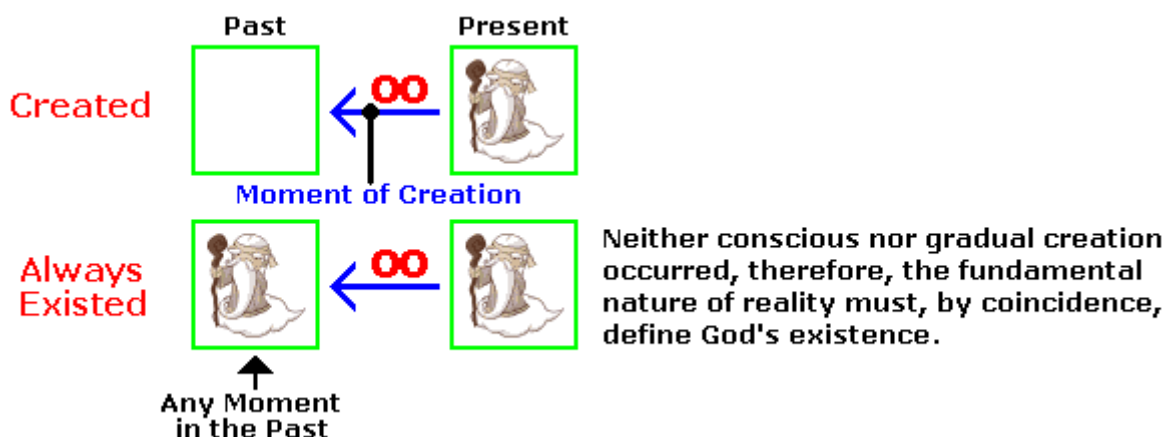 Past
Present
Created
OO
Moment of Creation
Always
Existed
OO
Neither conscious nor gradual creation
occurred, therefore, the fundamental
nature of reality must, by coincidence,
define God's existence.
Any Moment
in the Past